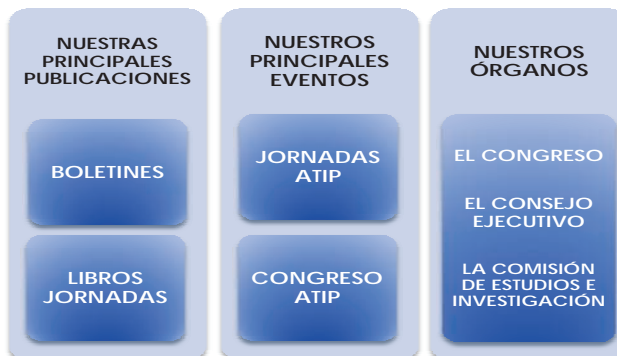 NUESTRAS
PRINCIPALES
PUBLICACIONES
BOLETINES
LIBROS
JORNADAS
NUESTROS
PRINCIPALES
EVENTOS
JORNADAS
ATIP
CONGRESO
ATIP
NUESTROS
ÓRGANOS
EL CONGRESO
EL CONSEJO
EJECUTIVO
LA COMISIÓN
DE ESTUDIOS E
INVESTIGACIÓN